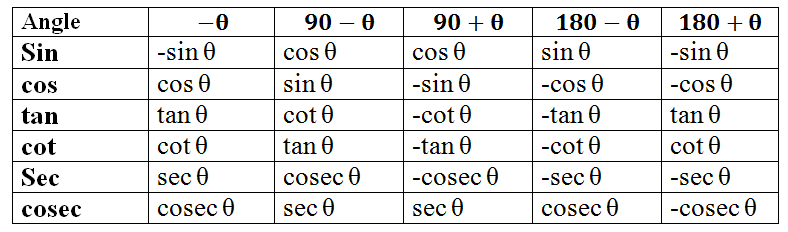 Angle −θ 90 − θ 90 + θ 180 − θ 180 + θ
Sin -sin θ cos θ cos θ sin θ -sin θ
cos cos θ sin θ -sin θ -cos θ -cos θ
tan tan θ cot θ -cot θ -tan θ tan θ
cot cot θ tan θ -tan θ -cot θ cot θ
Sec sec θ cosec θ -cosec θ -sec θ -sec θ
cosec cosec θ sec θ sec θ cosec θ -cosec θ